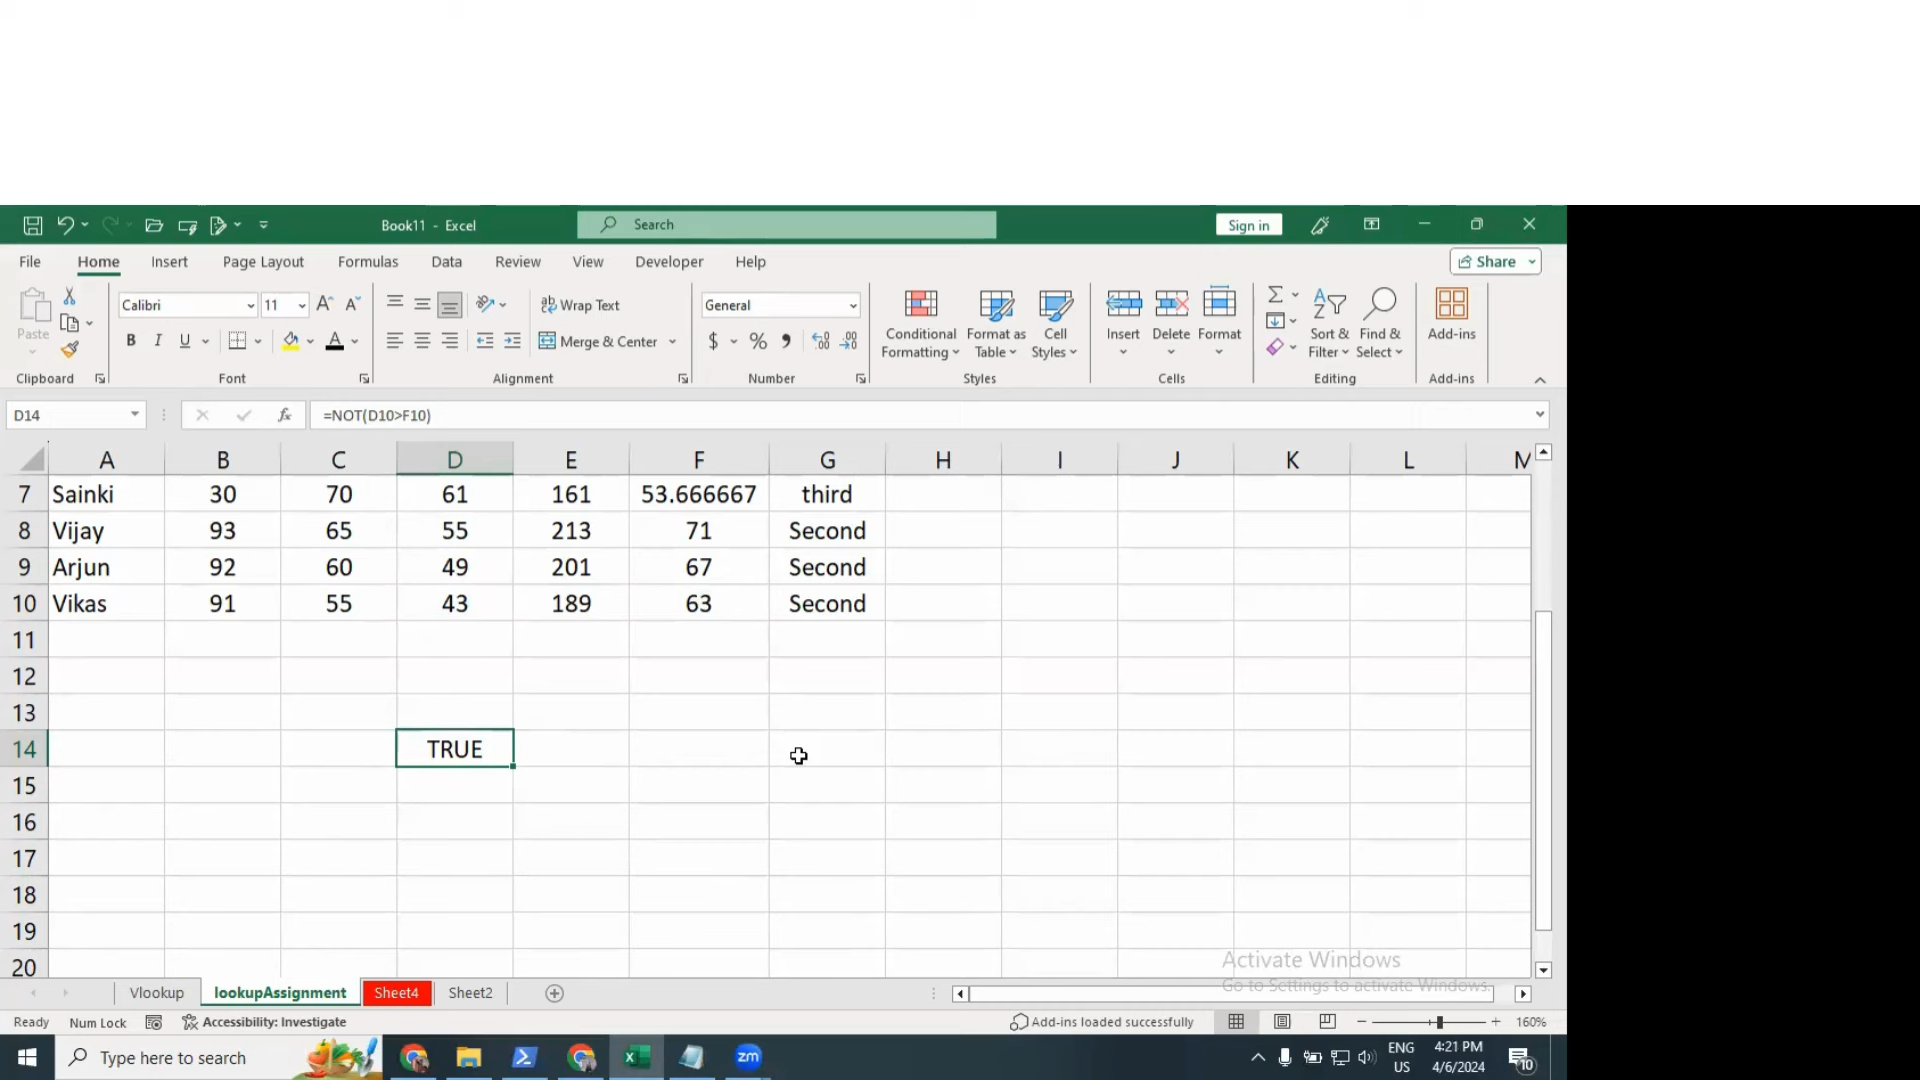 Book11 - Excel
Search
Sign in
File Home Insert Page Layout Formulas Data Review View Developer Help
Share
Paste
Calibri 11
B I U
Wrap Text
Merge & Center
General
$ %
Conditional Formatting
Format as Table
Cell Styles
Insert Delete Format
Sort & Filter
Find & Select
Add-ins
Clipboard Font Alignment Number Styles Cells Editing Add-ins
D14 fx =NOT(D10>F10)
A B C D E F G H I J K L M
7 Sainki 30 70 61 161 53.666667 third
8 Vijay 93 65 55 213 71 Second
9 Arjun 92 60 49 201 67 Second
10 Vikas 91 55 43 189 63 Second
11
12
13
14 TRUE
15
16
17
18
19
20
Activate Windows
Go to Settings to activate Windows.
Vlookup lookupAssignment Sheet4 Sheet2
Ready Num Lock Accessibility: Investigate Add-ins loaded successfully 160%
Type here to search
zm
ENG
US
4:21 PM
4/6/2024
10